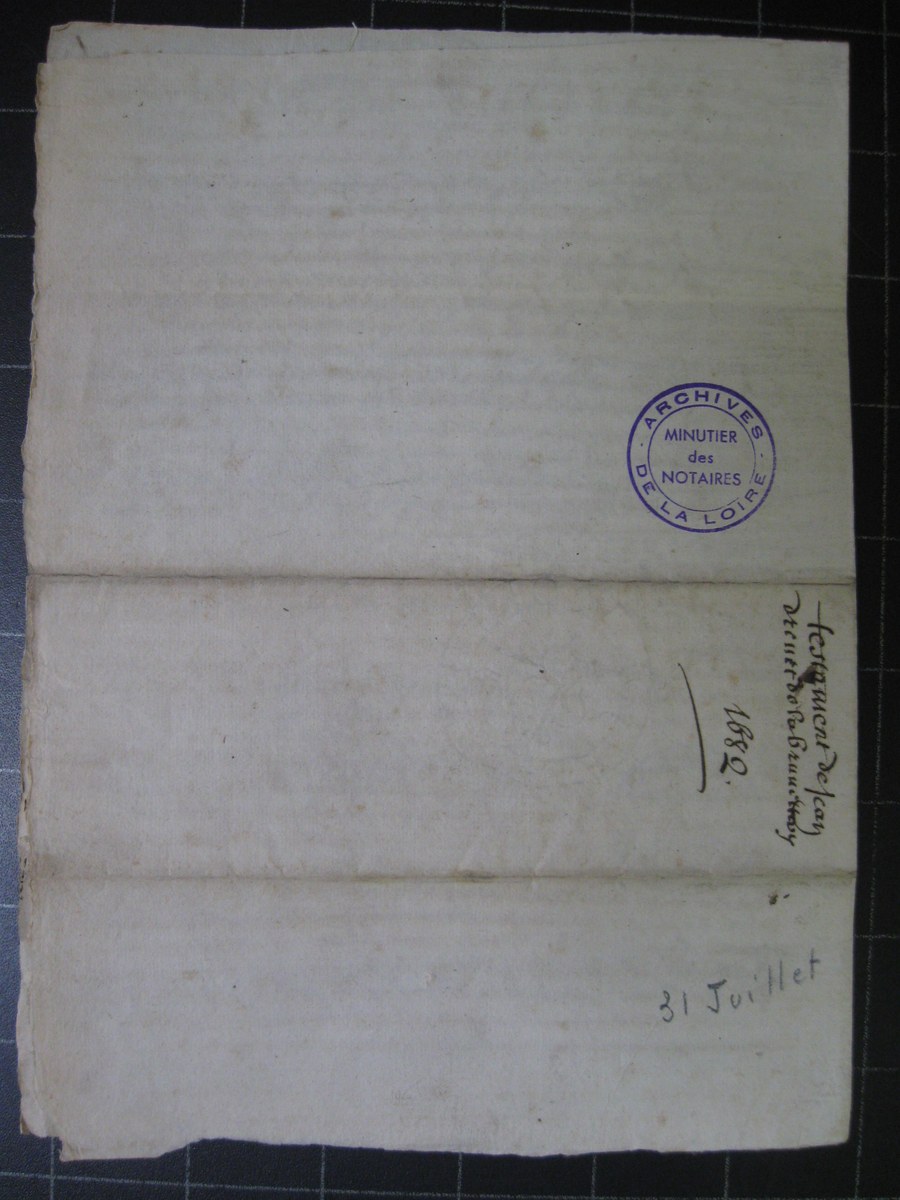 ARCHIVES
DE LA LOIRE
MINUTIER
des
NOTAIRES
testament de Jean
1682.
31 Juillet